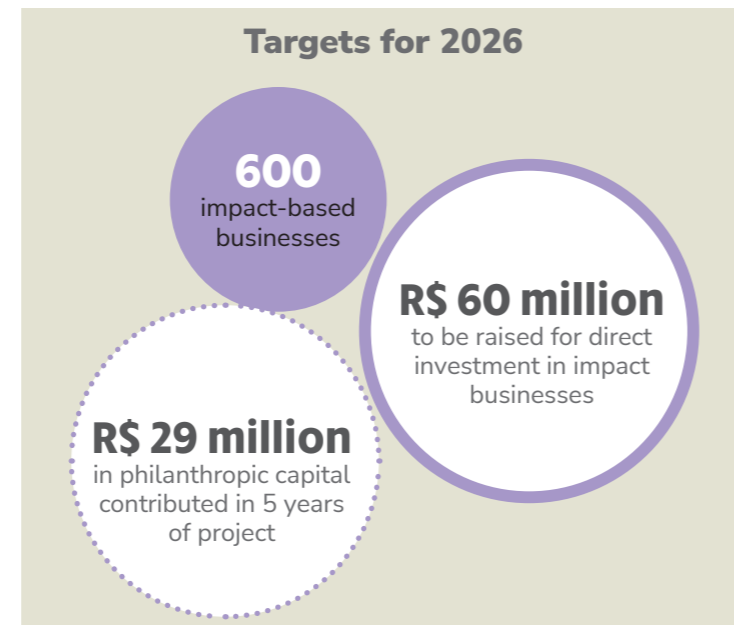 Targets for 2026
600
impact-based
businesses
R$ 60 million
to be raised for direct
investment in impact
businesses
R$ 29 million
in philanthropic capital
contributed in 5 years
of project